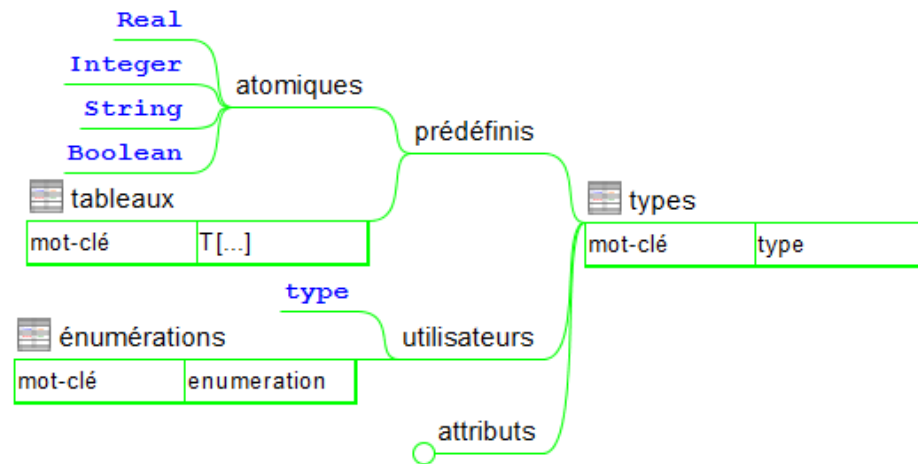 Real
Integer
atomiques
String
prédéfinis
Boolean
tableaux
types
mot-clé T[...]
mot-clé type
type
énumérations
utilisateurs
mot-clé enumeration
attributs